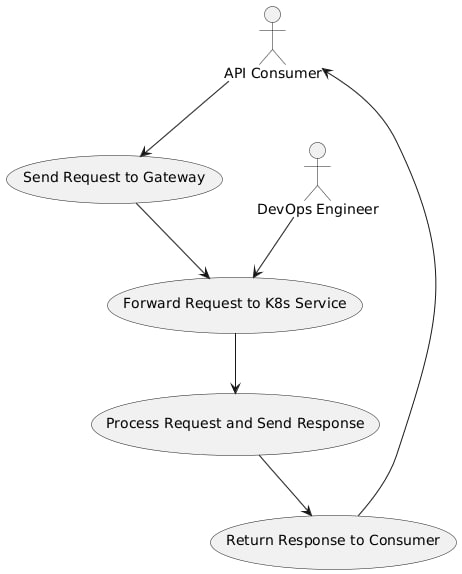 API Consumer
Send Request to Gateway
DevOps Engineer
Forward Request to K8s Service
Process Request and Send Response
Return Response to Consumer